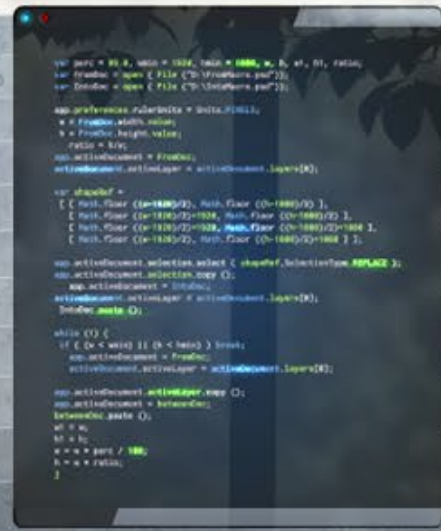 var perc = 99.0, wmin = 1920, hmin = 1080, w, h, w1, h1, ratio;
var fromDoc = open ( File ("D:\FromMacro.psd"));
var IntoDoc = open ( File ("D:\IntoMacro.psd"));
app.preferences.rulerUnits = Units.PIXELS;
w = FromDoc.width.value;
h = FromDoc.height.value;
ratio = h/w;
app.activeDocument = FromDoc;
activeDocument.activeLayer = activeDocument.layers[0];
var shapeRef =
[ [ Math.floor ((w-1920)/2), Math.floor ((h-1080)/2) ],
[ Math.floor ((w-1920)/2)+1920, Math.floor ((h-1080)/2) ],
[ Math.floor ((w-1920)/2)+1920, Math.floor ((h-1080)/2)+1080 ],
[ Math.floor ((w-1920)/2), Math.floor ((h-1080)/2)+1080 ] ];
app.activeDocument.selection.select ( shapeRef,SelectionType.REPLACE );
app.activeDocument.selection.copy ();
app.activeDocument = IntoDoc;
activeDocument.activeLayer = activeDocument.layers[0];
IntoDoc.paste ();
while (1) {
if ( (w < wmin) || (h < hmin) ) break;
app.activeDocument = FromDoc;
activeDocument.activeLayer = activeDocument.layers[0];
app.activeDocument.activeLayer.copy ();
app.activeDocument = betweenDoc;
betweenDoc.paste ();
w1 = w;
h1 = h;
w = w * perc / 100;
h = w * ratio;
}